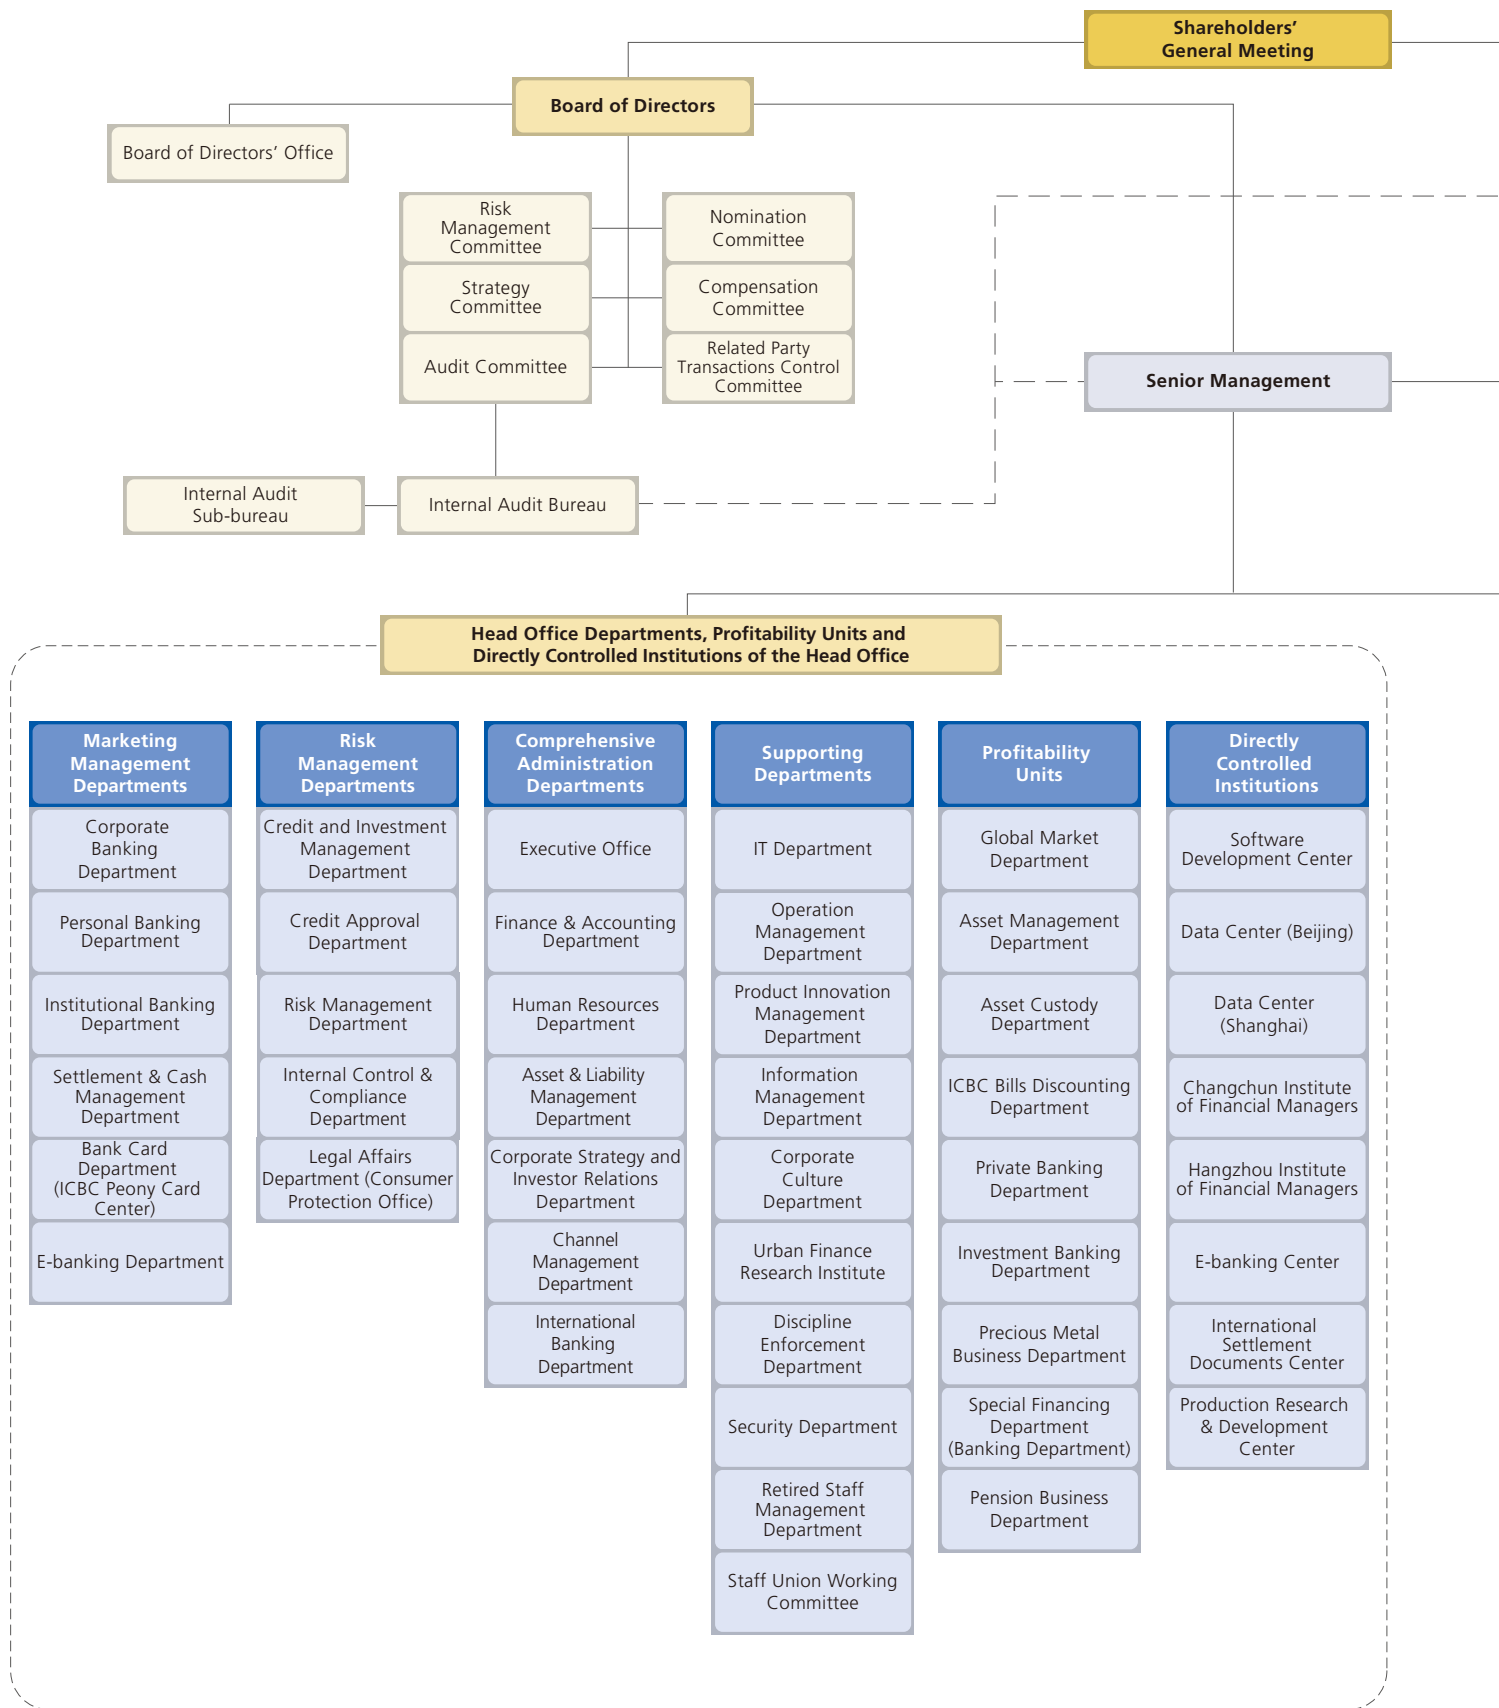 Shareholders’
General Meeting
Board of Directors
Board of Directors’ Office
Risk
Management
Committee
Nomination
Committee
Strategy
Committee
Compensation
Committee
Audit Committee
Related Party
Transactions Control
Committee
Senior Management
Internal Audit
Sub-bureau
Internal Audit Bureau
Head Office Departments, Profitability Units and
Directly Controlled Institutions of the Head Office
Marketing
Management
Departments
Corporate
Banking
Department
Personal Banking
Department
Institutional Banking
Department
Settlement & Cash
Management
Department
Bank Card
Department
(ICBC Peony Card
Center)
E-banking Department
Risk
Management
Departments
Credit and Investment
Management
Department
Credit Approval
Department
Risk Management
Department
Internal Control &
Compliance
Department
Legal Affairs
Department (Consumer
Protection Office)
Comprehensive
Administration
Departments
Executive Office
Finance & Accounting
Department
Human Resources
Department
Asset & Liability
Management
Department
Corporate Strategy and
Investor Relations
Department
Channel
Management
Department
International
Banking
Department
Supporting
Departments
IT Department
Operation
Management
Department
Product Innovation
Management
Department
Information
Management
Department
Corporate
Culture
Department
Urban Finance
Research Institute
Discipline
Enforcement
Department
Security Department
Retired Staff
Management
Department
Staff Union Working
Committee
Profitability
Units
Global Market
Department
Asset Management
Department
Asset Custody
Department
ICBC Bills Discounting
Department
Private Banking
Department
Investment Banking
Department
Precious Metal
Business Department
Special Financing
Department
(Banking Department)
Pension Business
Department
Directly
Controlled
Institutions
Software
Development Center
Data Center (Beijing)
Data Center
(Shanghai)
Changchun Institute
of Financial Managers
Hangzhou Institute
of Financial Managers
E-banking Center
International
Settlement
Documents Center
Production Research
& Development
Center